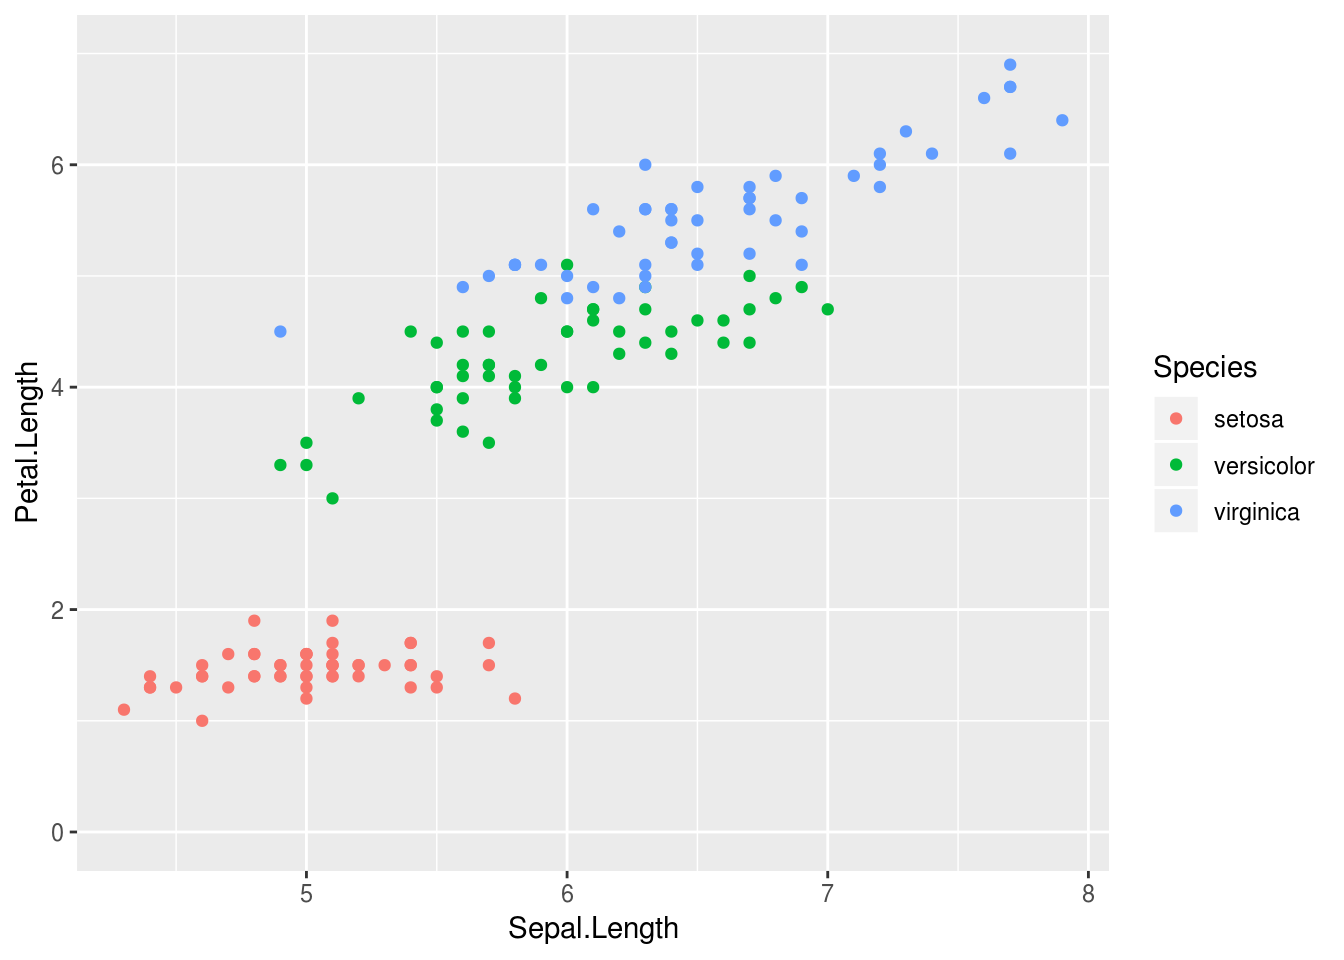 6
4
2
0
Petal.Length
5 6 7 8
Sepal.Length
Species
setosa
versicolor
virginica